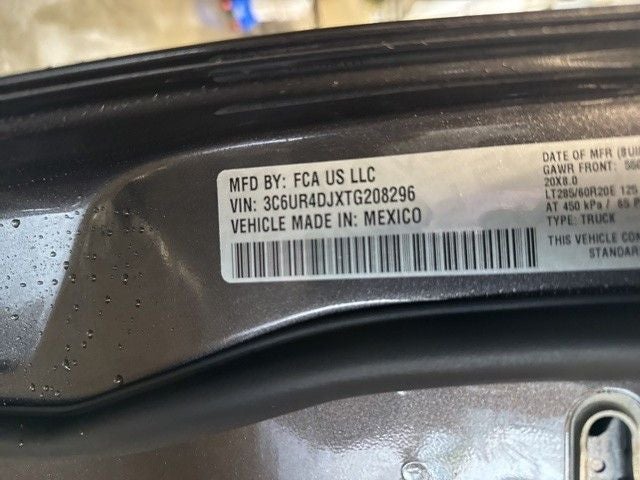 MFD BY: FCA US LLC
VIN: 3C6UR4DJXTG208296
VEHICLE MADE IN: MEXICO
DATE OF MFR
GAWR FRONT:
20X8.0
LT285/60R20E
AT 450 kPa / 65
TYPE: TRUCK
THIS VEHICLE
STANDARD